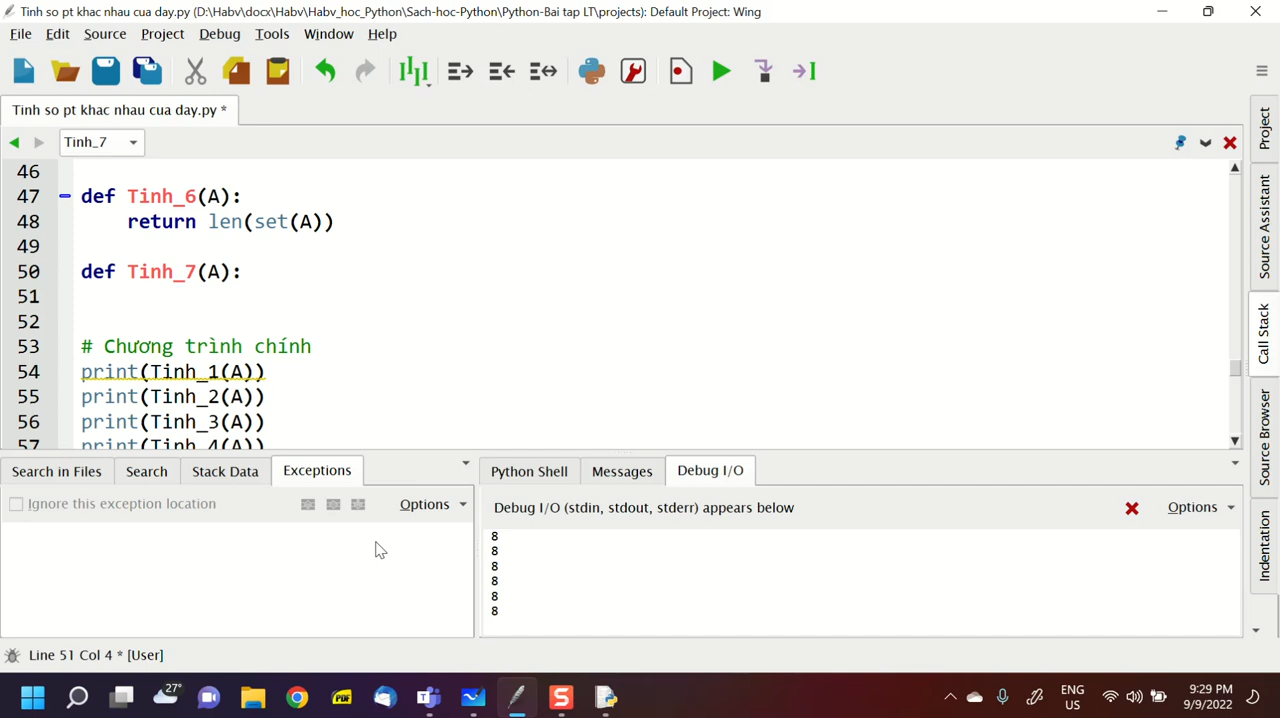 Tinh so pt khac nhau cua day.py (D:\Habv\docx\Habv\Habv_hoc_Python\Sach-hoc-Python\Python-Bai tap LT\projects): Default Project: Wing
File Edit Source Project Debug Tools Window Help
Tinh so pt khac nhau cua day.py *
Tinh_7
46
47 def Tinh_6(A):
48 return len(set(A))
49
50 def Tinh_7(A):
51
52
53 # Chương trình chính
54 print(Tinh_1(A))
55 print(Tinh_2(A))
56 print(Tinh_3(A))
57 print(Tinh_4(A))
Project
Source Assistant
Call Stack
Source Browser
Indentation
Search in Files Search Stack Data Exceptions
Ignore this exception location Options
Python Shell Messages Debug I/O
Debug I/O (stdin, stdout, stderr) appears below Options
8
8
8
8
8
8
Line 51 Col 4 * [User]
27°
PDF
S
ENG
US
9:29 PM
9/9/2022